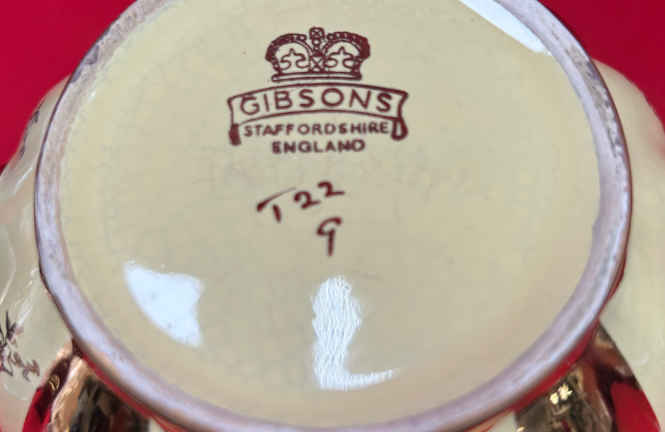 GIBSONS
STAFFORDSHIRE
ENGLAND
T22
9